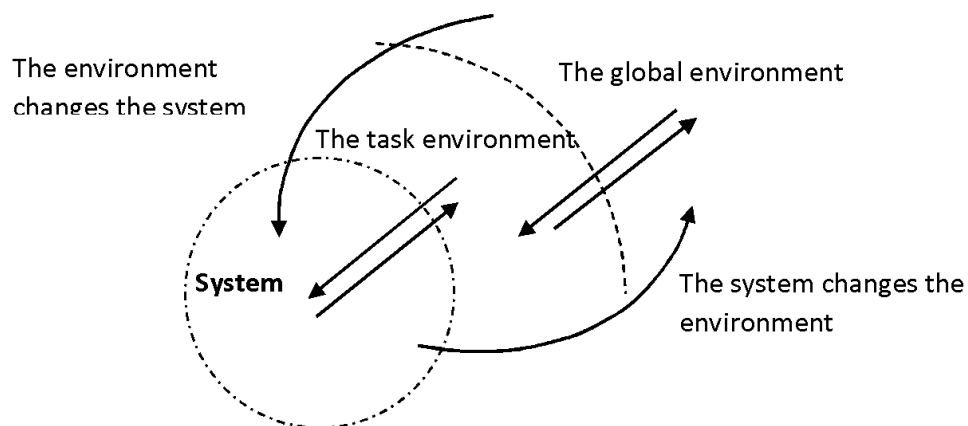 The environment
changes the system
The global environment
The task environment
System
The system changes the
environment